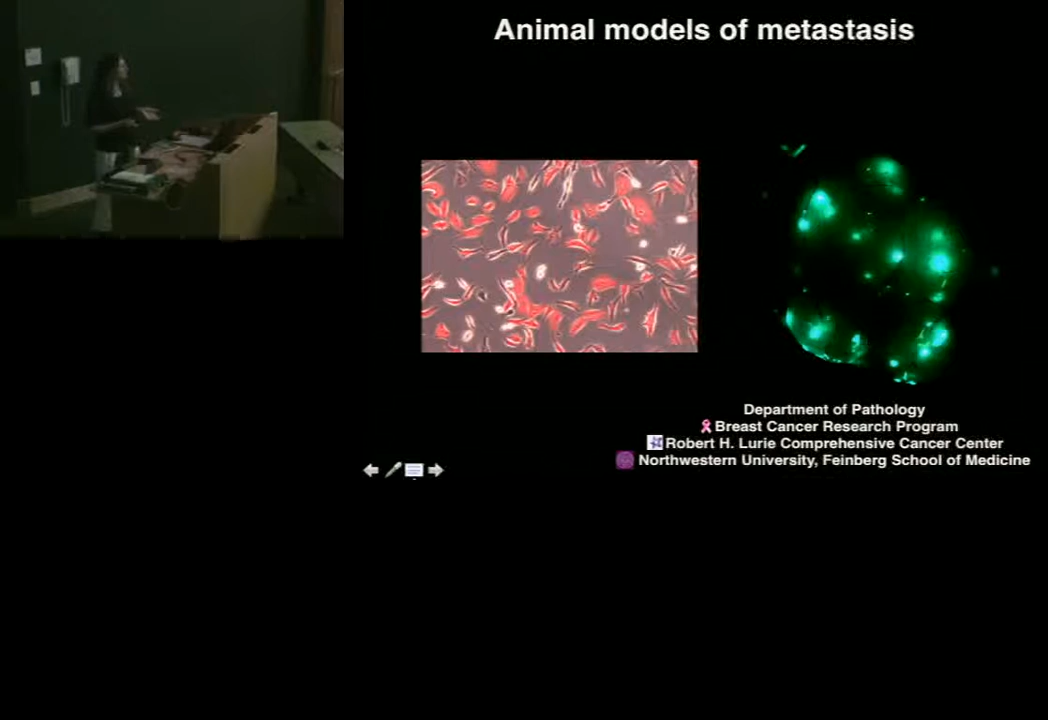 Animal models of metastasis
Department of Pathology
Breast Cancer Research Program
Robert H. Lurie Comprehensive Cancer Center
Northwestern University, Feinberg School of Medicine